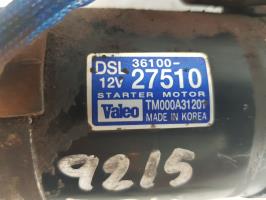 DSL 36100-
12V 27510
STARTER MOTOR
Valeo TM000A31201
MADE IN KOREA
9215